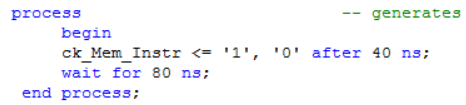 process -- generates
begin
ck_Mem_Instr <= '1', '0' after 40 ns;
wait for 80 ns;
end process;